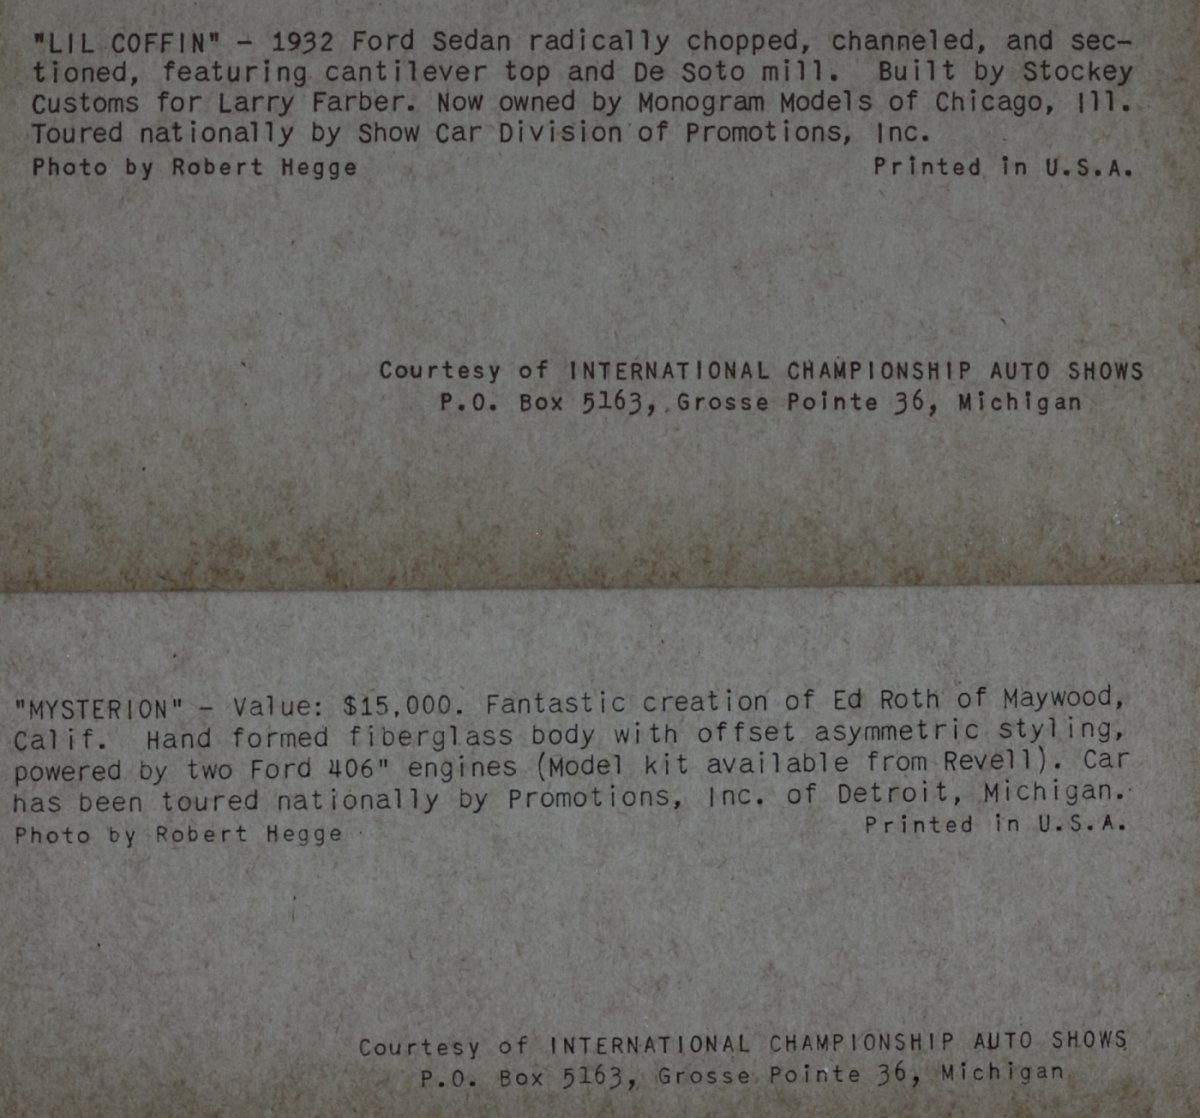 "LIL COFFIN" – 1932 Ford Sedan radically chopped, channeled, and sec-
tioned, featuring cantilever top and De Soto mill. Built by Stockey
Customs for Larry Farber. Now owned by Monogram Models of Chicago, Ill.
Toured nationally by Show Car Division of Promotions, Inc.
Photo by Robert Hegge Printed in U.S.A.
Courtesy of INTERNATIONAL CHAMPIONSHIP AUTO SHOWS
P.O. Box 5163, Grosse Pointe 36, Michigan
"MYSTERION" – Value: $15,000. Fantastic creation of Ed Roth of Maywood,
Calif. Hand formed fiberglass body with offset asymmetric styling,
powered by two Ford 406" engines (Model kit available from Revell). Car
has been toured nationally by Promotions, Inc. of Detroit, Michigan.
Photo by Robert Hegge Printed in U.S.A.
Courtesy of INTERNATIONAL CHAMPIONSHIP AUTO SHOWS
P.O. Box 5163, Grosse Pointe 36, Michigan